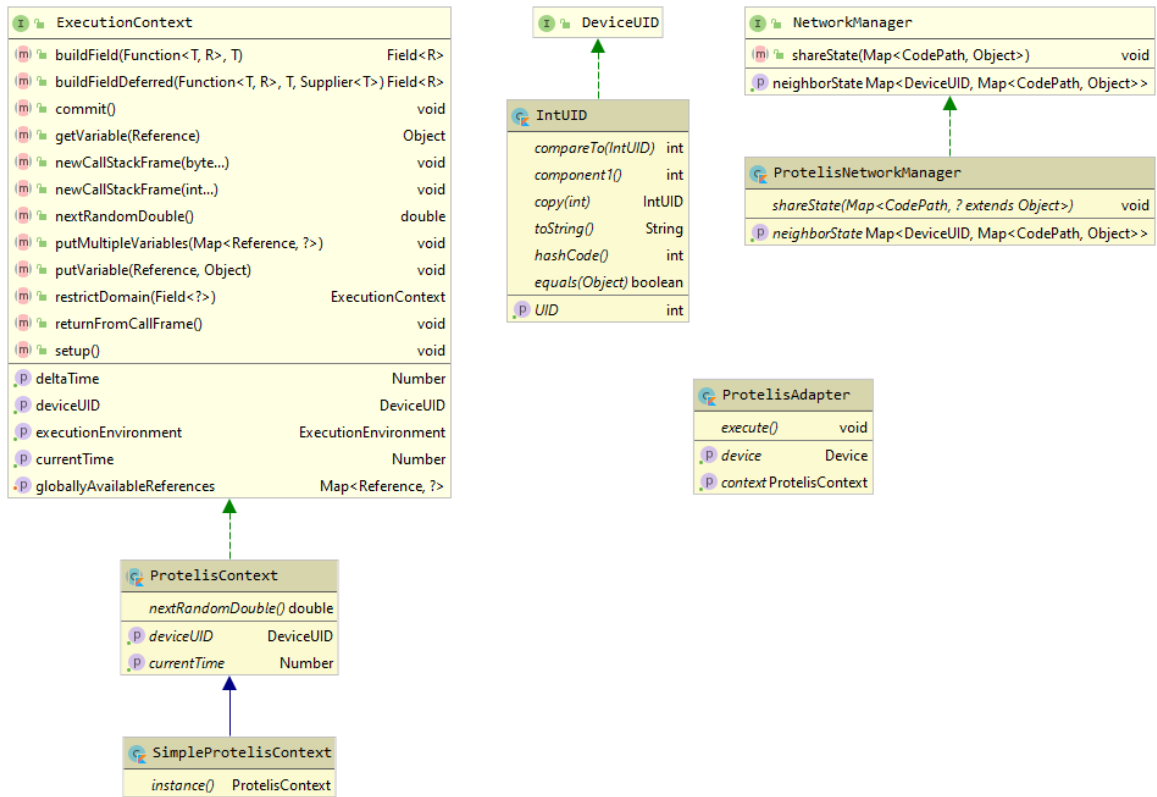 ExecutionContext
buildField(Function<T, R>, T) Field<R>
buildFieldDeferred(Function<T, R>, T, Supplier<T>) Field<R>
commit() void
getVariable(Reference) Object
newCallStackFrame(byte...) void
newCallStackFrame(int...) void
nextRandomDouble() double
putMultipleVariables(Map<Reference, ?>) void
putVariable(Reference, Object) void
restrictDomain(Field<?>) ExecutionContext
returnFromCallFrame() void
setup() void
deltaTime Number
deviceUID DeviceUID
executionEnvironment ExecutionEnvironment
currentTime Number
globallyAvailableReferences Map<Reference, ?>
ProtelisContext
nextRandomDouble() double
deviceUID DeviceUID
currentTime Number
SimpleProtelisContext
instance() ProtelisContext
DeviceUID
IntUID
compareTo(IntUID) int
component1() int
copy(int) IntUID
toString() String
hashCode() int
equals(Object) boolean
UID int
NetworkManager
shareState(Map<CodePath, Object>) void
neighborState Map<DeviceUID, Map<CodePath, Object>>
ProtelisNetworkManager
shareState(Map<CodePath, ? extends Object>) void
neighborState Map<DeviceUID, Map<CodePath, Object>>
ProtelisAdapter
execute() void
device Device
context ProtelisContext